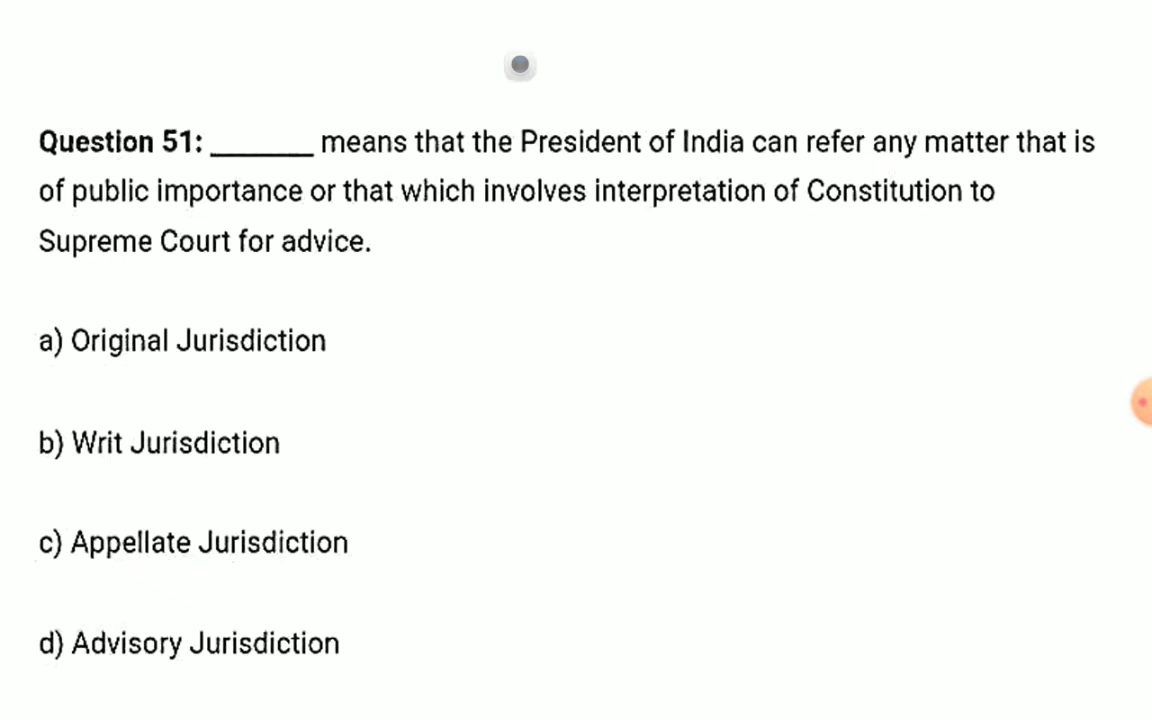 Question 51: _______ means that the President of India can refer any matter that is
of public importance or that which involves interpretation of Constitution to
Supreme Court for advice.
a) Original Jurisdiction
b) Writ Jurisdiction
c) Appellate Jurisdiction
d) Advisory Jurisdiction